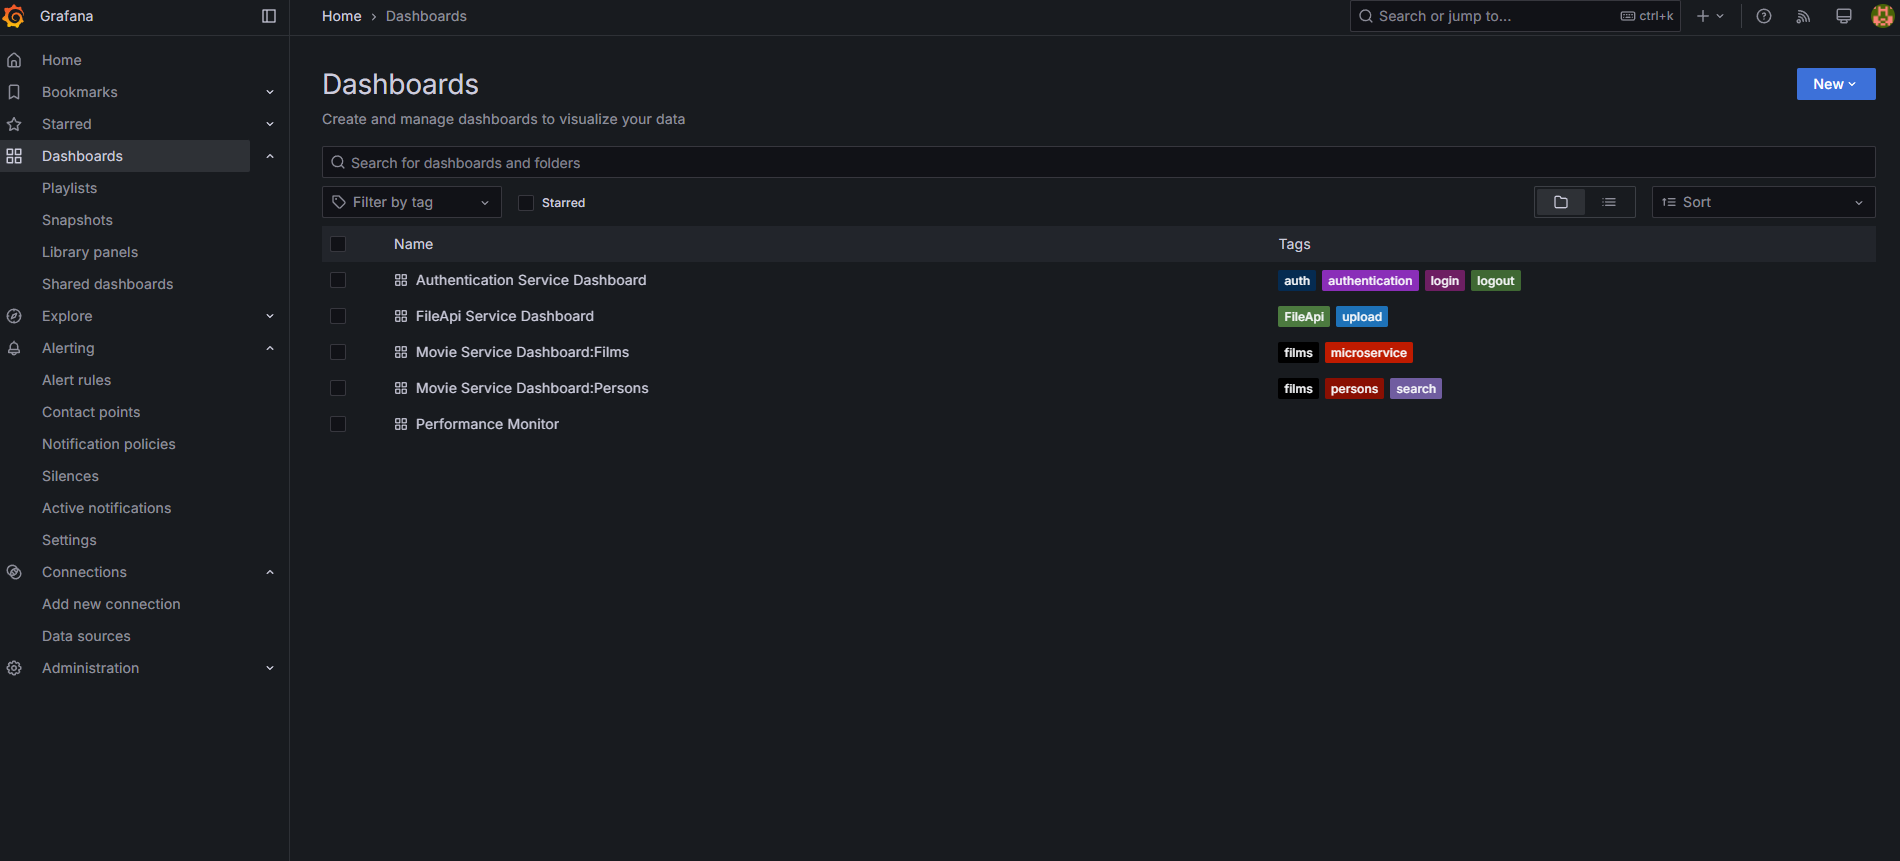 Grafana
Home
Bookmarks
Starred
Dashboards
Playlists
Snapshots
Library panels
Shared dashboards
Explore
Alerting
Alert rules
Contact points
Notification policies
Silences
Active notifications
Settings
Connections
Add new connection
Data sources
Administration
Home › Dashboards
Search or jump to... ctrl+k
Dashboards
New
Create and manage dashboards to visualize your data
Search for dashboards and folders
Filter by tag Starred Sort
Name Tags
Authentication Service Dashboard auth authentication login logout
FileApi Service Dashboard FileApi upload
Movie Service Dashboard:Films films microservice
Movie Service Dashboard:Persons films persons search
Performance Monitor